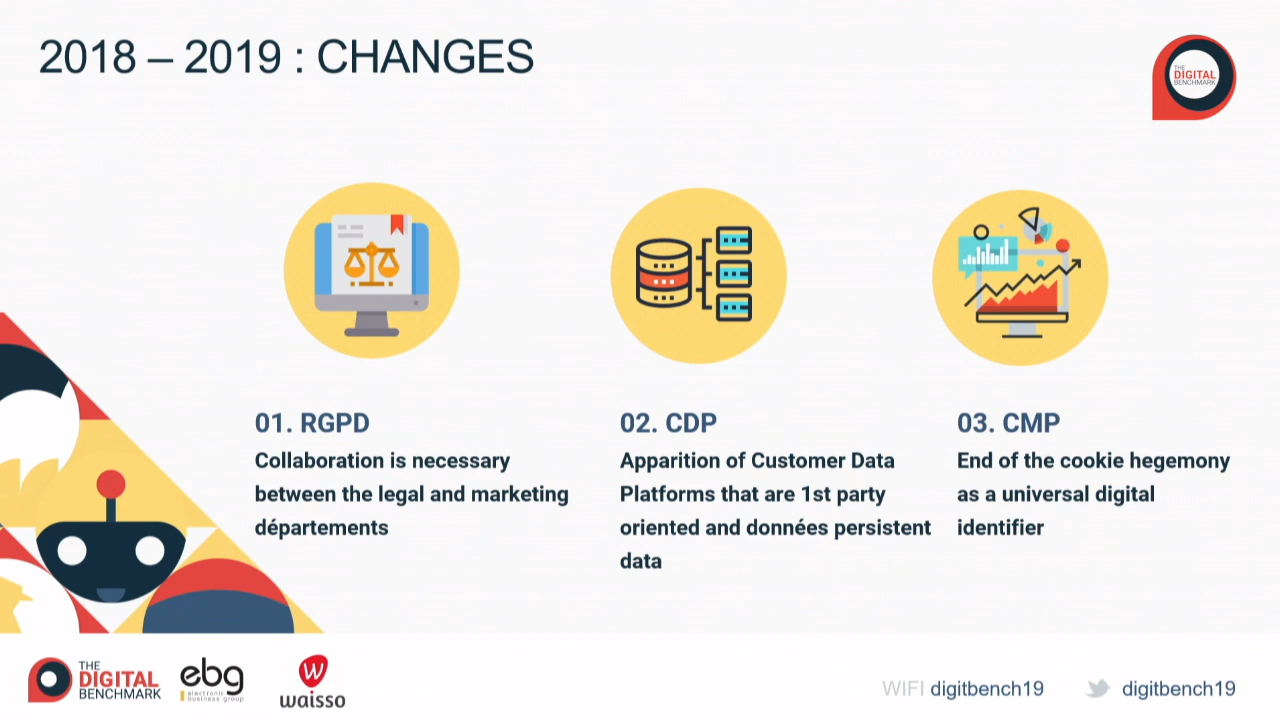 2018 – 2019 : CHANGES
THE
DIGITAL
BENCHMARK
01. RGPD
Collaboration is necessary
between the legal and marketing
départements
02. CDP
Apparition of Customer Data
Platforms that are 1st party
oriented and données persistent
data
03. CMP
End of the cookie hegemony
as a universal digital
identifier
THE
DIGITAL
BENCHMARK
ebg
electronic
business group
W
waisso
WIFI digitbench19
digitbench19